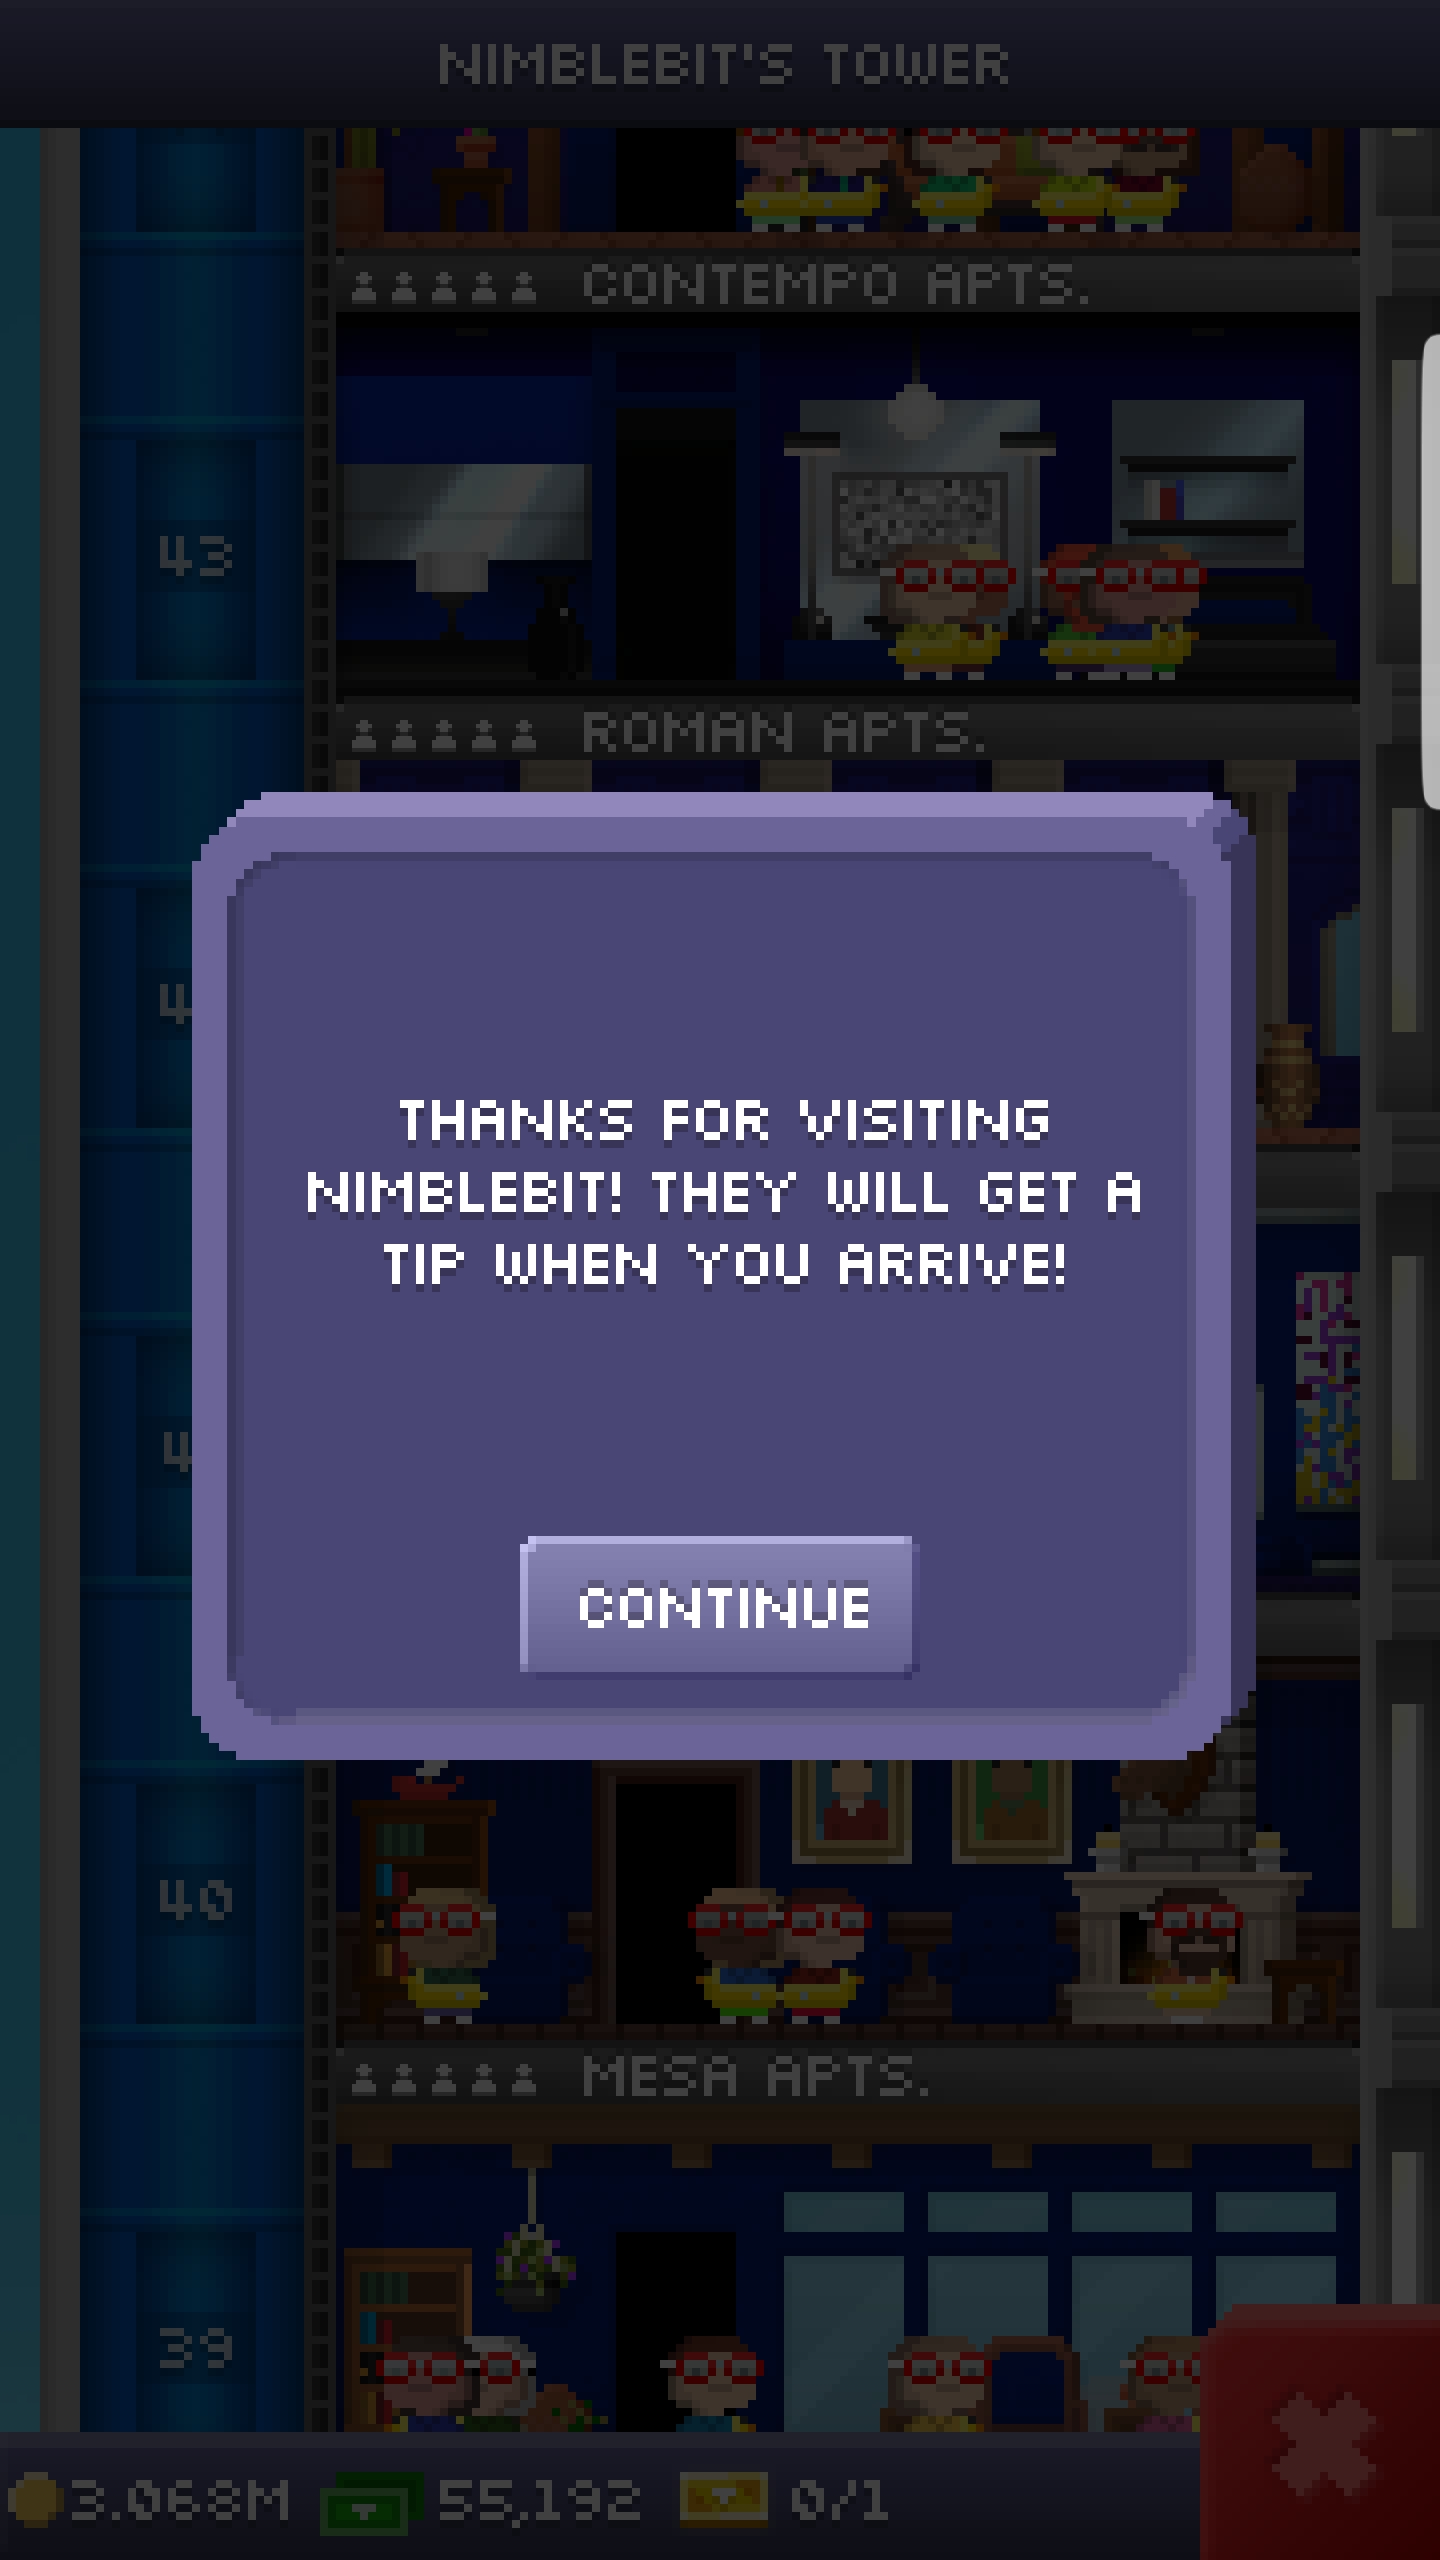 NIMBLEBIT'S TOWER
CONTEMPO APTS.
43
ROMAN APTS.
THANKS FOR VISITING
NIMBLEBIT! THEY WILL GET A
TIP WHEN YOU ARRIVE!
CONTINUE
40
MESA APTS.
39
3.068M 55,192 0/1